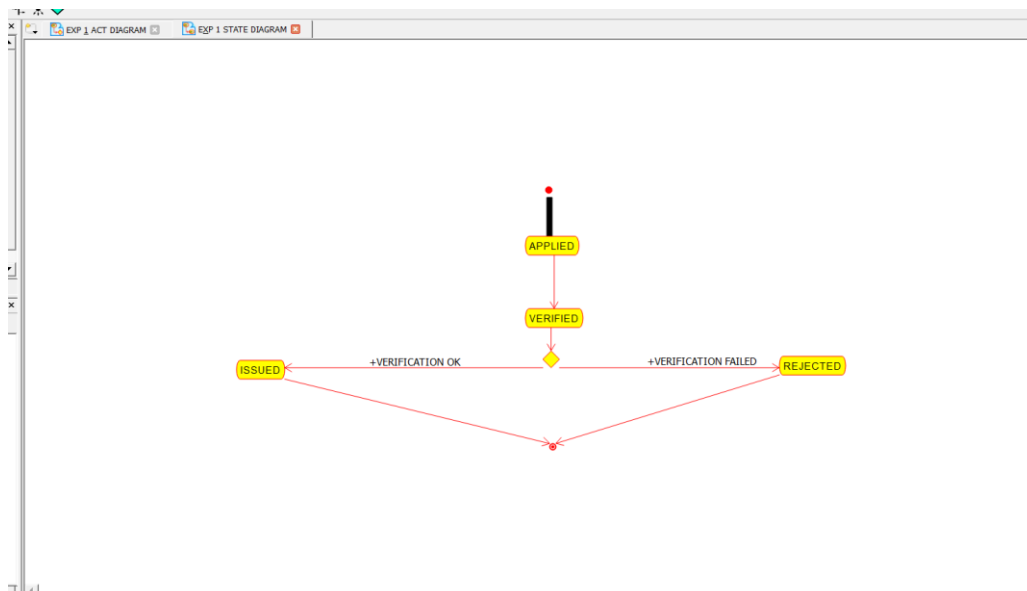 EXP 1 ACT DIAGRAM
EXP 1 STATE DIAGRAM
APPLIED
VERIFIED
+VERIFICATION OK
+VERIFICATION FAILED
ISSUED
REJECTED